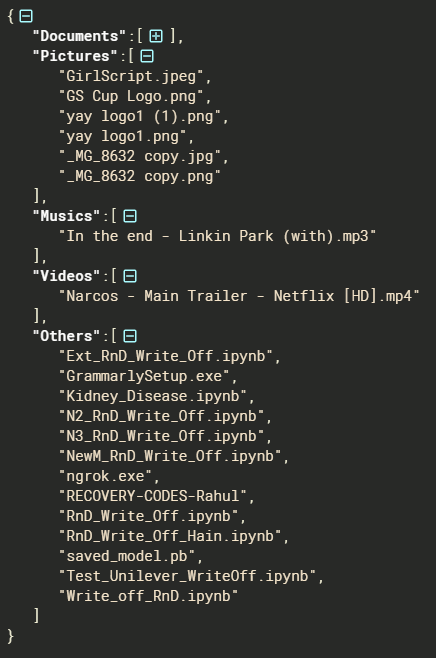 {
"Documents":[ ],
"Pictures":[
"GirlScript.jpeg",
"GS Cup Logo.png",
"yay logo1 (1).png",
"yay logo1.png",
"_MG_8632 copy.jpg",
"_MG_8632 copy.png"
],
"Musics":[
"In the end - Linkin Park (with).mp3"
],
"Videos":[
"Narcos - Main Trailer - Netflix [HD].mp4"
],
"Others":[
"Ext_RnD_Write_Off.ipynb",
"GrammarlySetup.exe",
"Kidney_Disease.ipynb",
"N2_RnD_Write_Off.ipynb",
"N3_RnD_Write_Off.ipynb",
"NewM_RnD_Write_Off.ipynb",
"ngrok.exe",
"RECOVERY-CODES-Rahul",
"RnD_Write_Off.ipynb",
"RnD_Write_Off_Hain.ipynb",
"saved_model.pb",
"Test_Unilever_WriteOff.ipynb",
"Write_off_RnD.ipynb"
]
}